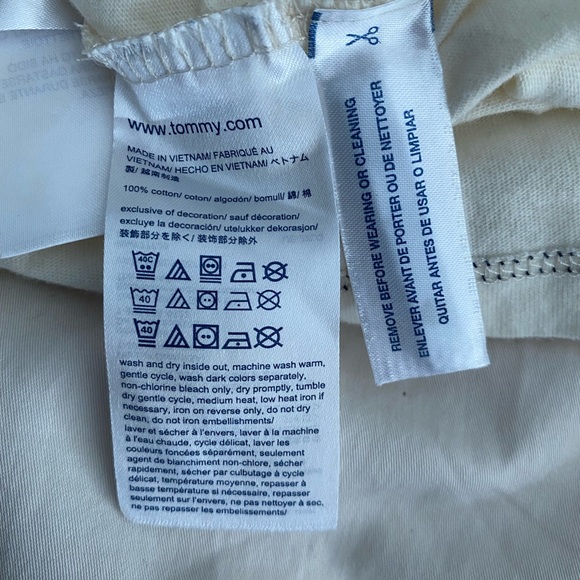 www.tommy.com
MADE IN VIETNAM/ FABRIQUÉ AU
VIETNAM/ HECHO EN VIETNAM/ ベトナム
製/ 越南制造
100% cotton/ coton/ algodón/ bomull/ 綿/ 棉
exclusive of decoration/ sauf décoration/
excluye la decoración/ utelukker dekorasjon/
装飾部分を除く/ 装饰部分除外
40C
40
40
wash and dry inside out, machine wash warm,
gentle cycle, wash dark colors separately,
non-chlorine bleach only, dry promptly, tumble
dry gentle cycle, medium heat, low heat iron if
necessary, iron on reverse only, do not dry
clean, do not iron embellishments/
laver et sécher à l'envers, laver à la machine
à l'eau chaude, cycle délicat, laver les
couleurs foncées séparément, seulement
agent de blanchiment non-chlore, sécher
rapidement, sécher par culbutage à cycle
délicat, température moyenne, repasser à
basse température si nécessaire, repasser
seulement sur l'envers, ne pas nettoyer à sec,
ne pas repasser les embelissements/
REMOVE BEFORE WEARING OR CLEANING
ENLEVER AVANT DE PORTER OU DE NETTOYER
QUITAR ANTES DE USAR O LIMPIAR